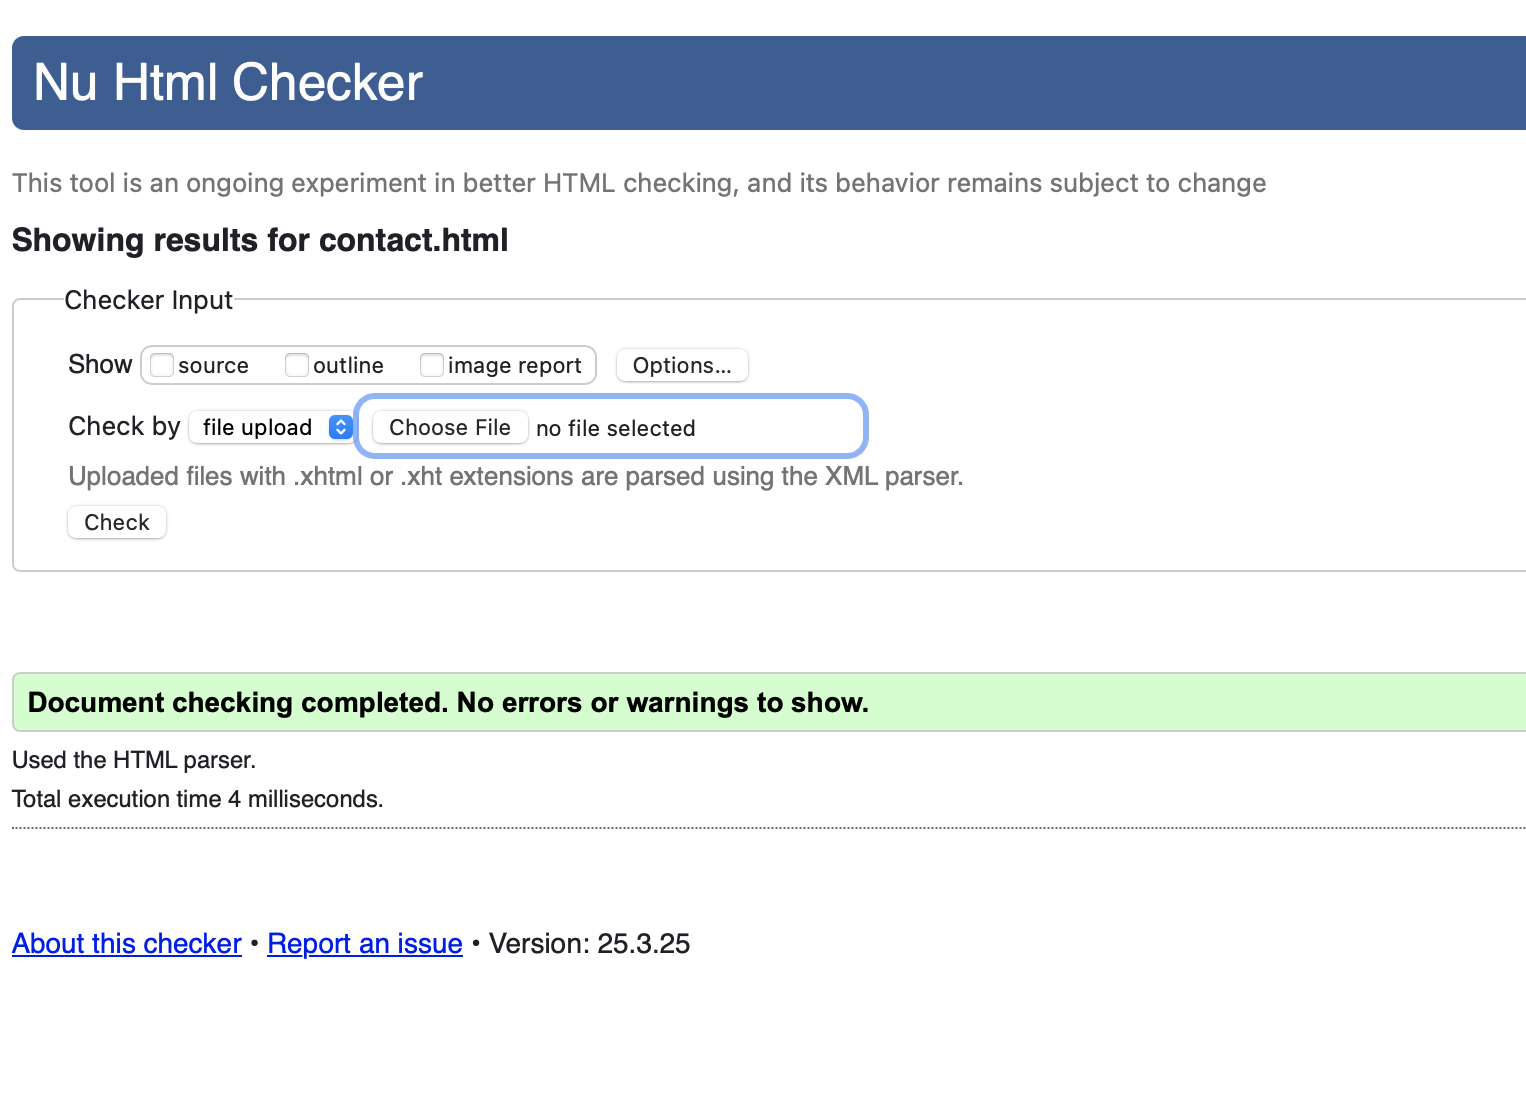 Nu Html Checker
This tool is an ongoing experiment in better HTML checking, and its behavior remains subject to change
Showing results for contact.html
Checker Input
Show source outline image report Options...
Check by file upload Choose File no file selected
Uploaded files with .xhtml or .xht extensions are parsed using the XML parser.
Check
Document checking completed. No errors or warnings to show.
Used the HTML parser.
Total execution time 4 milliseconds.
About this checker • Report an issue • Version: 25.3.25